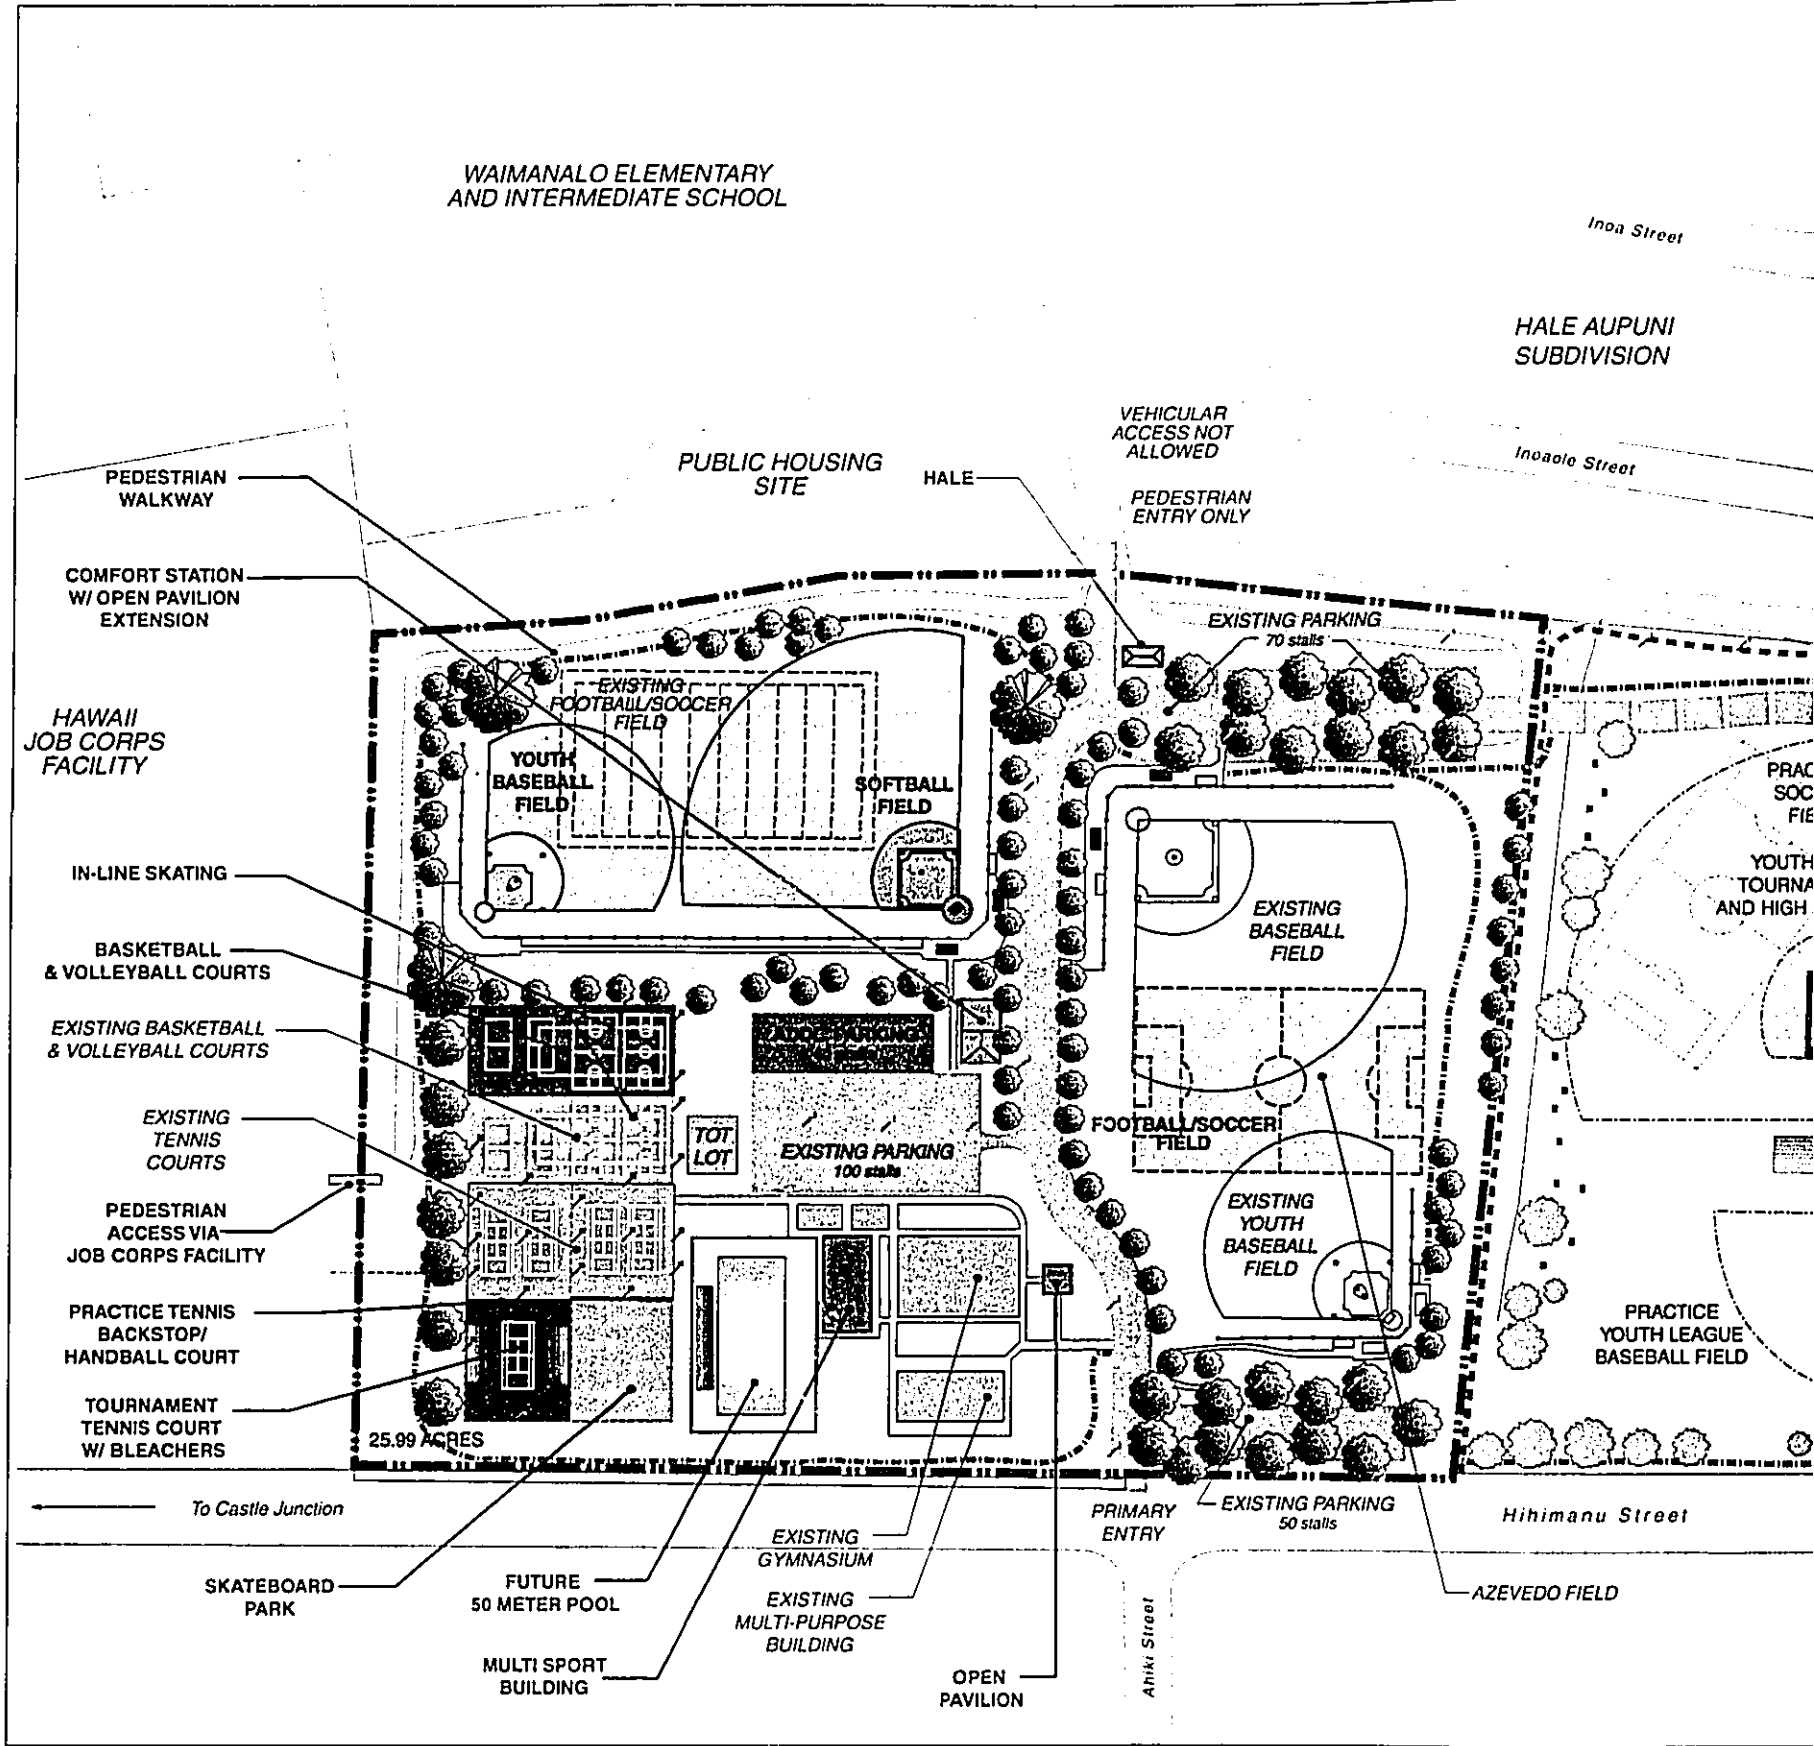 WAIMANALO ELEMENTARY
AND INTERMEDIATE SCHOOL
Inoa Street
HALE AUPUNI
SUBDIVISION
VEHICULAR
ACCESS NOT
ALLOWED
Inoaole Street
PUBLIC HOUSING
SITE
HALE
PEDESTRIAN
ENTRY ONLY
PEDESTRIAN
WALKWAY
COMFORT STATION
W/ OPEN PAVILION
EXTENSION
EXISTING PARKING
70 stalls
HAWAII
JOB CORPS
FACILITY
EXISTING
FOOTBALL/SOCCER
FIELD
YOUTH
BASEBALL
FIELD
SOFTBALL
FIELD
PRAC
SOC
FIE
YOUTH
TOURNA
AND HIGH
IN-LINE SKATING
EXISTING
BASEBALL
FIELD
BASKETBALL
& VOLLEYBALL COURTS
EXISTING BASKETBALL
& VOLLEYBALL COURTS
PARKING
EXISTING
TENNIS
COURTS
TOT
LOT
EXISTING PARKING
100 stalls
FOOTBALL/SOCCER
FIELD
PEDESTRIAN
ACCESS VIA
JOB CORPS FACILITY
EXISTING
YOUTH
BASEBALL
FIELD
PRACTICE TENNIS
BACKSTOP/
HANDBALL COURT
PRACTICE
YOUTH LEAGUE
BASEBALL FIELD
TOURNAMENT
TENNIS COURT
W/ BLEACHERS
25.99 ACRES
To Castle Junction
PRIMARY
ENTRY
EXISTING PARKING
50 stalls
Hihimanu Street
EXISTING
GYMNASIUM
SKATEBOARD
PARK
FUTURE
50 METER POOL
EXISTING
MULTI-PURPOSE
BUILDING
AZEVEDO FIELD
MULTI SPORT
BUILDING
OPEN
PAVILION
Ahiki Street